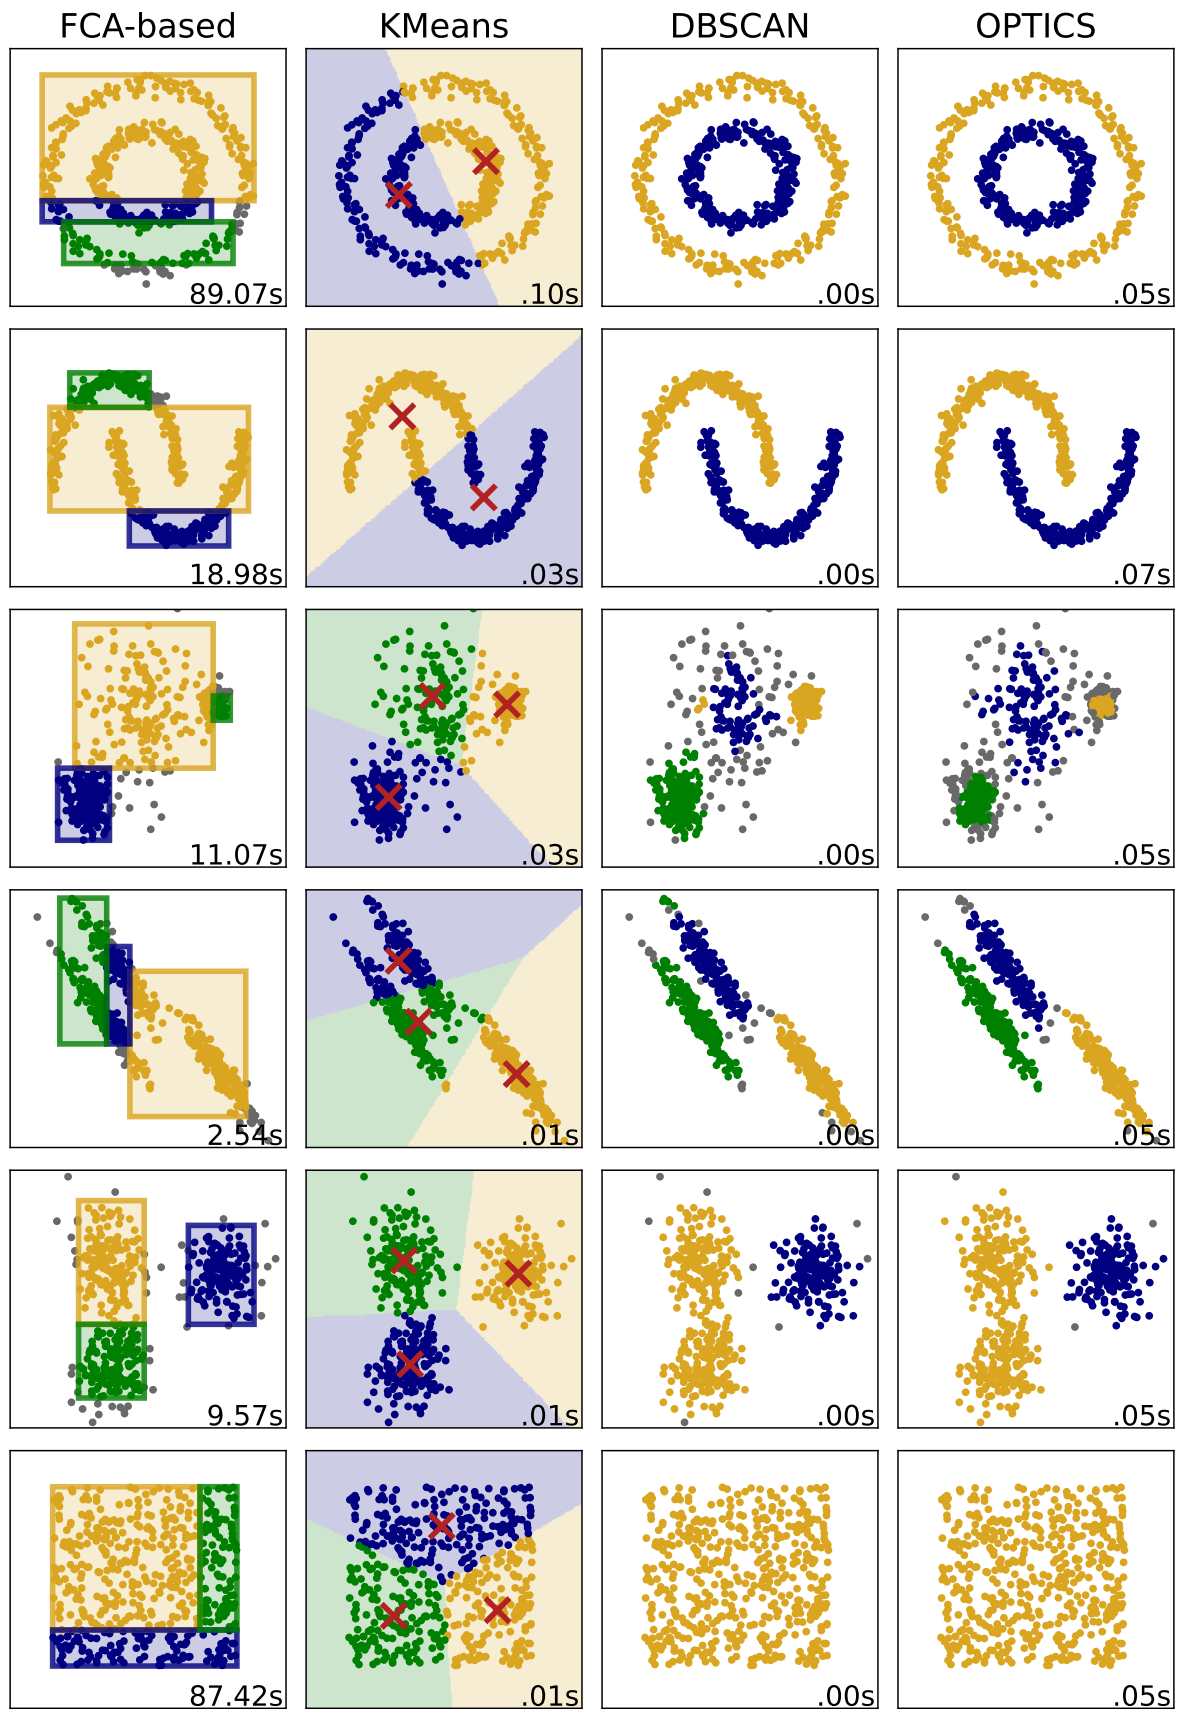 FCA-based KMeans DBSCAN OPTICS
89.07s .10s .00s .05s
18.98s .03s .00s .07s
11.07s .03s .00s .05s
2.54s .01s .00s .05s
9.57s .01s .00s .05s
87.42s .01s .00s .05s